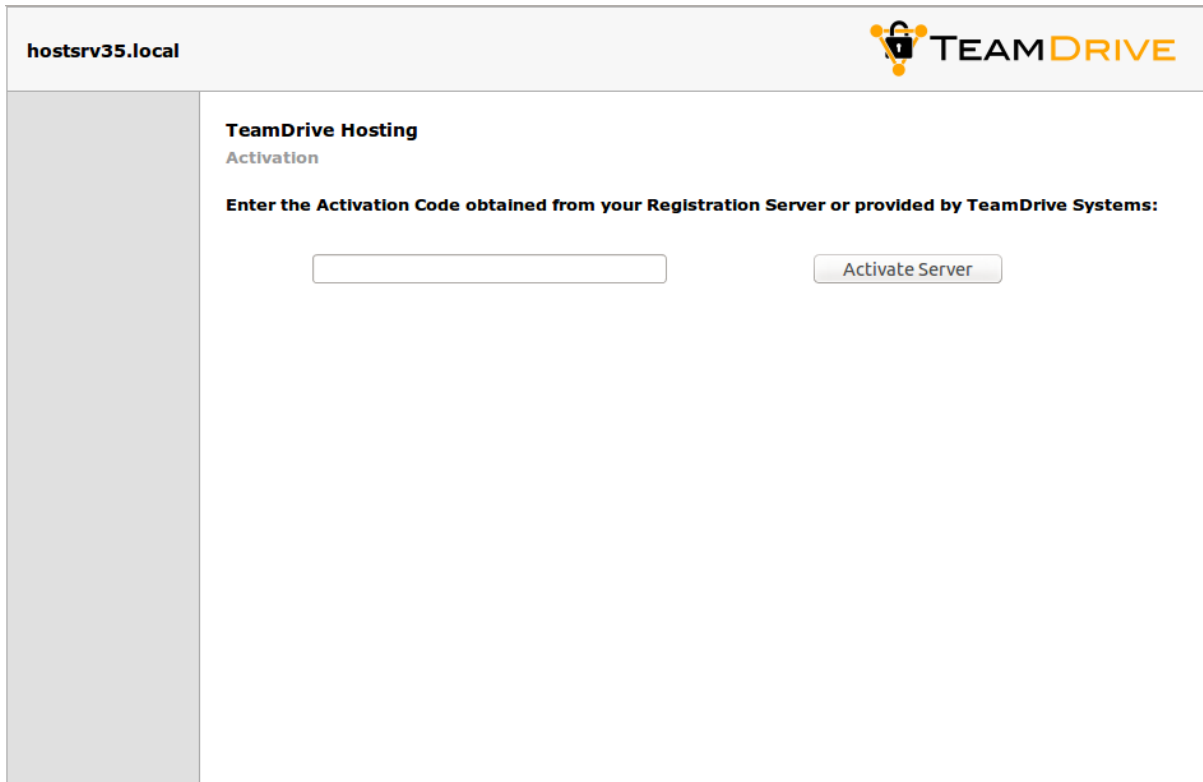 hostsrv35.local
TEAMDRIVE
TeamDrive Hosting
Activation
Enter the Activation Code obtained from your Registration Server or provided by TeamDrive Systems:
Activate Server